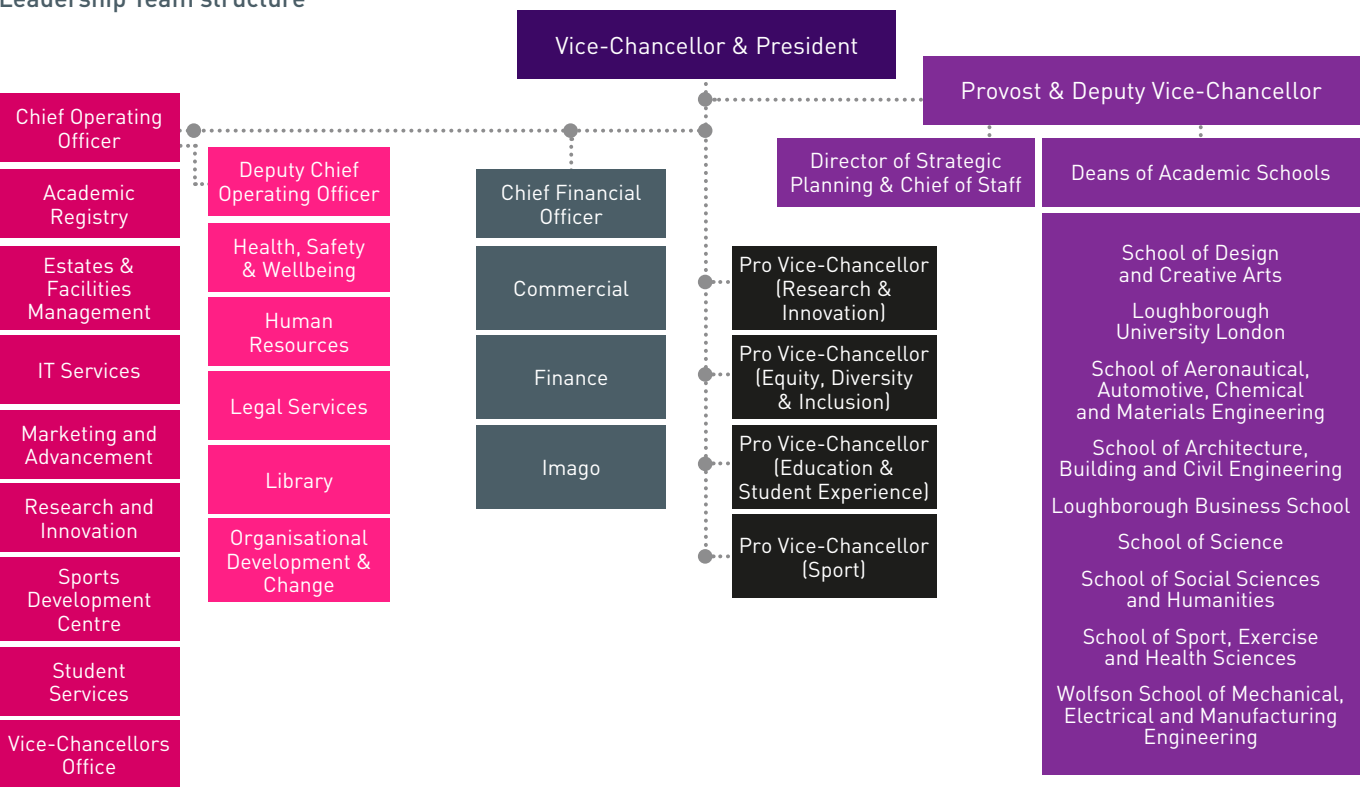 Leadership Team structure
Vice-Chancellor & President
Provost & Deputy Vice-Chancellor
Chief Operating
Officer
Academic
Registry
Estates &
Facilities
Management
IT Services
Marketing and
Advancement
Research and
Innovation
Sports
Development
Centre
Student
Services
Vice-Chancellors
Office
Deputy Chief
Operating Officer
Health, Safety
& Wellbeing
Human
Resources
Legal Services
Library
Organisational
Development &
Change
Chief Financial
Officer
Commercial
Finance
Imago
Pro Vice-Chancellor
(Research &
Innovation)
Pro Vice-Chancellor
(Equity, Diversity
& Inclusion)
Pro Vice-Chancellor
(Education &
Student Experience)
Pro Vice-Chancellor
(Sport)
Director of Strategic
Planning & Chief of Staff
Deans of Academic Schools
School of Design
and Creative Arts
Loughborough
University London
School of Aeronautical,
Automotive, Chemical
and Materials Engineering
School of Architecture,
Building and Civil Engineering
Loughborough Business School
School of Science
School of Social Sciences
and Humanities
School of Sport, Exercise
and Health Sciences
Wolfson School of Mechanical,
Electrical and Manufacturing
Engineering